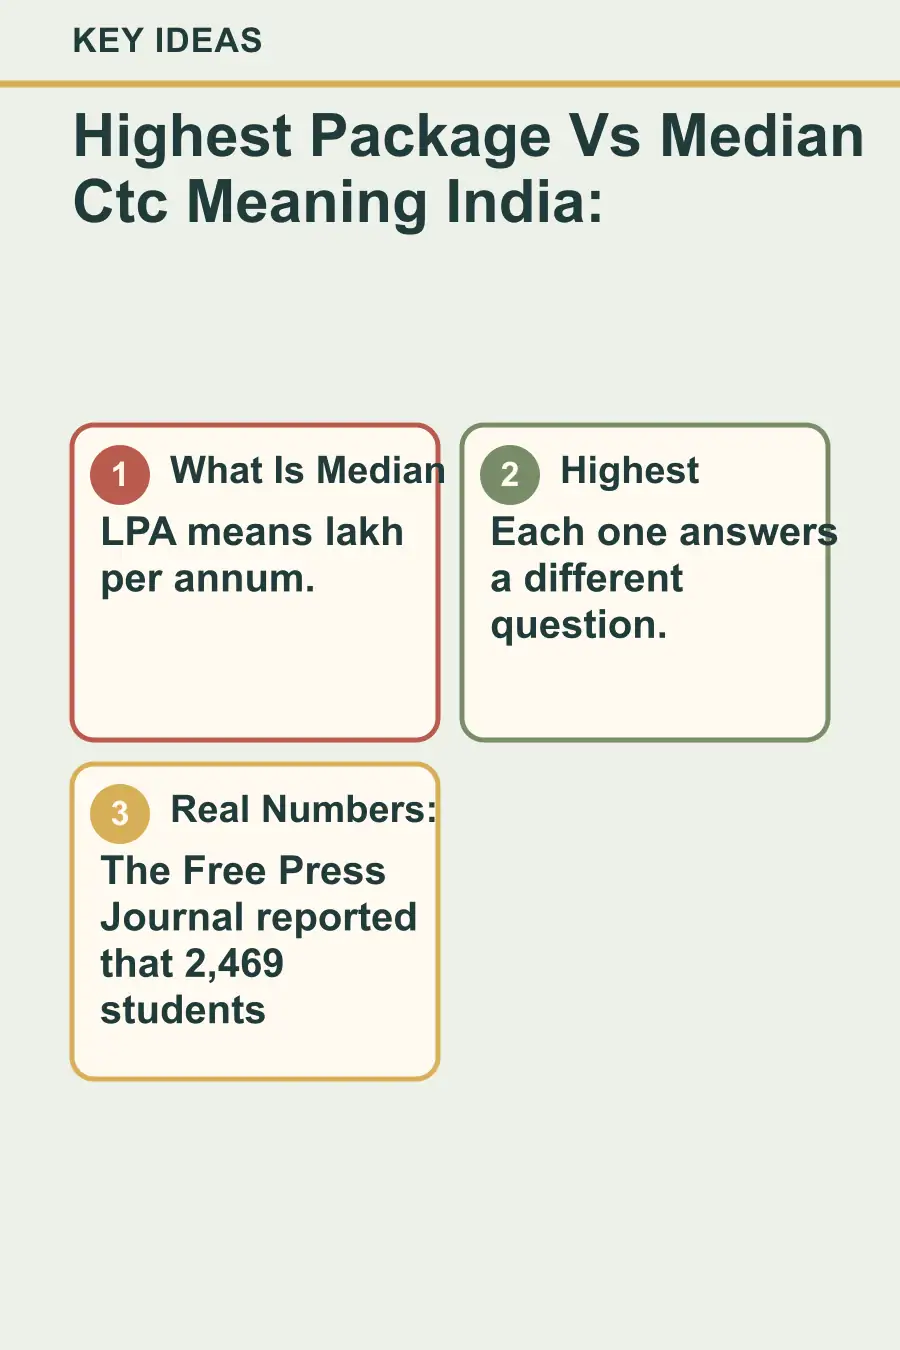 KEY IDEAS
Highest Package Vs Median
Ctc Meaning India:
1
What Is Median
LPA means lakh
per annum.
2
Highest
Each one answers
a different
question.
3
Real Numbers:
The Free Press
Journal reported
that 2,469
students